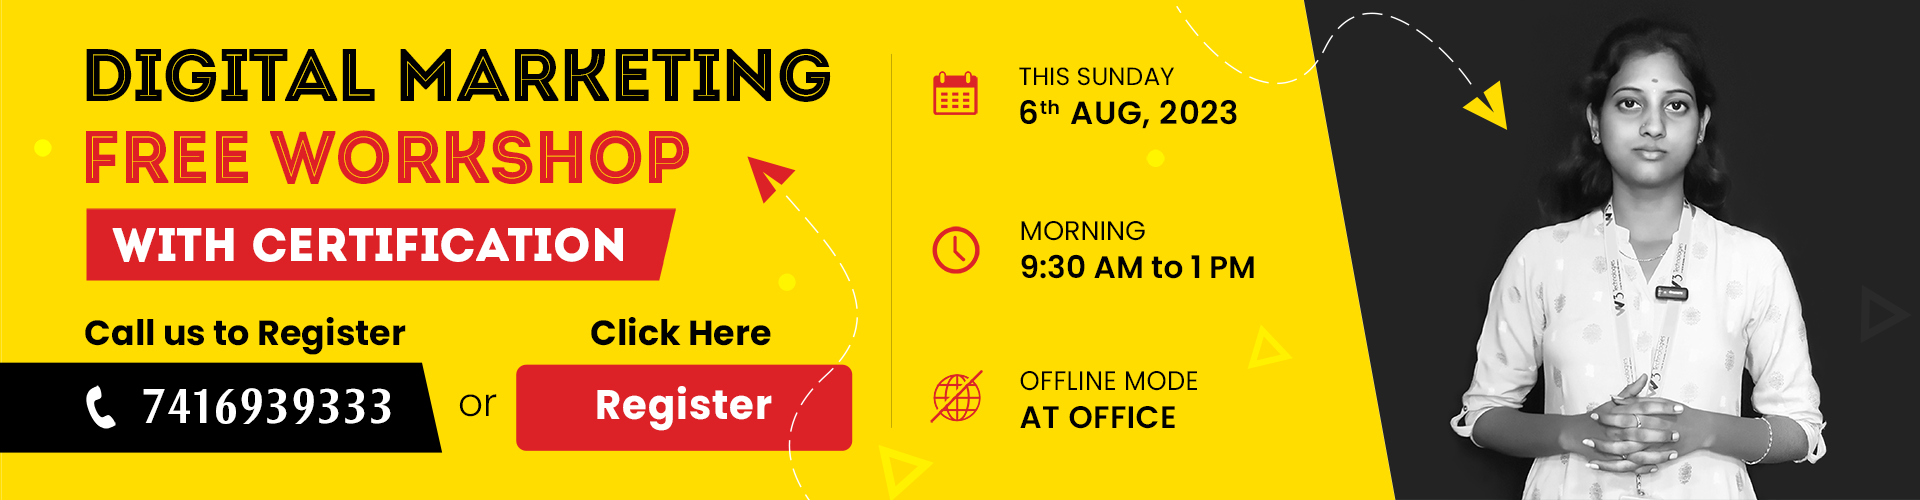 DIGITAL MARKETING
FREE WORKSHOP
WITH CERTIFICATION
Call us to Register
7416939333
or
Click Here
Register
THIS SUNDAY
6th AUG, 2023
MORNING
9:30 AM to 1 PM
OFFLINE MODE
AT OFFICE